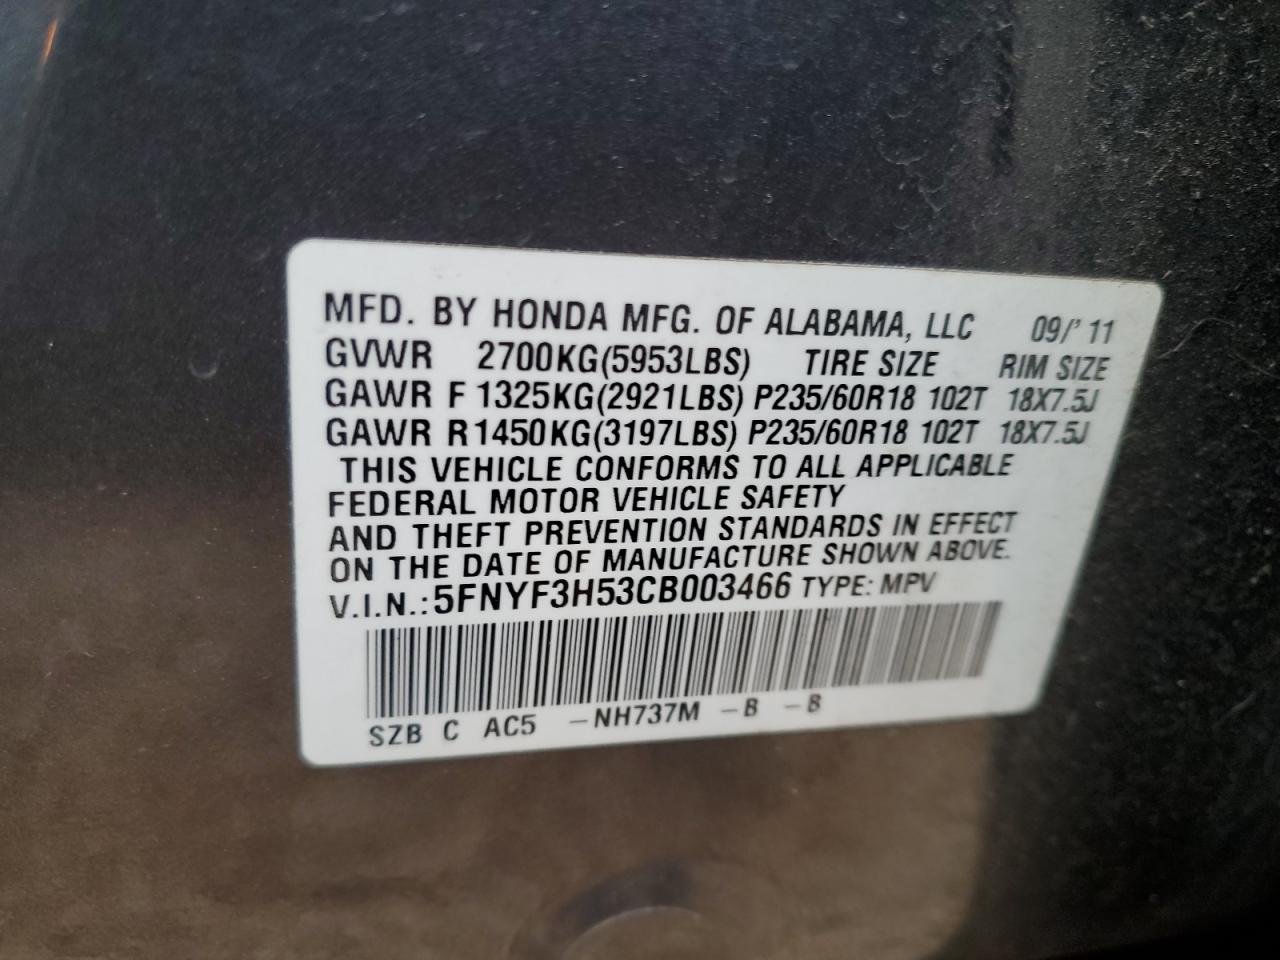 MFD. BY HONDA MFG. OF ALABAMA, LLC 09/' 11
GVWR 2700KG(5953LBS) TIRE SIZE RIM SIZE
GAWR F 1325KG(2921LBS) P235/60R18 102T 18X7.5J
GAWR R 1450KG(3197LBS) P235/60R18 102T 18X7.5J
THIS VEHICLE CONFORMS TO ALL APPLICABLE
FEDERAL MOTOR VEHICLE SAFETY
AND THEFT PREVENTION STANDARDS IN EFFECT
ON THE DATE OF MANUFACTURE SHOWN ABOVE.
V.I.N.: 5FNYF3H53CB003466 TYPE: MPV
SZB C AC5 -NH737M -B -B